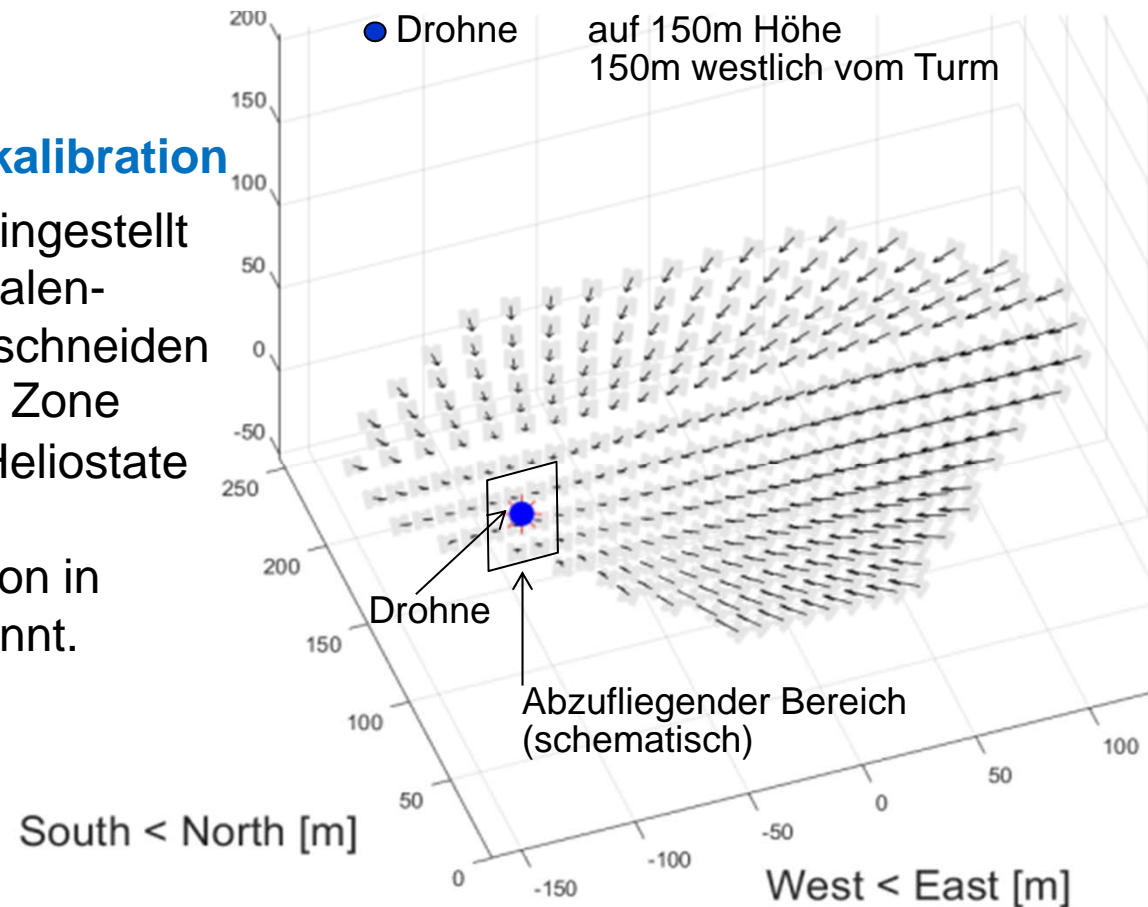 200
Drohne auf 150m Höhe
150m westlich vom Turm
150
kalibration
100
ingestellt
50
alen-
schneiden
0
Zone
-50
Heliostate
250
on in
200
Drohne
nnt.
150
Abzufliegender Bereich
(schematisch)
100
100
50
50
South < North [m]
0
-50
-100
0
-150
West < East [m]